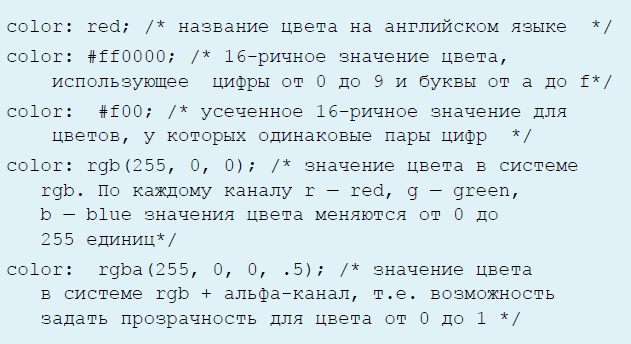 color: red; /* название цвета на английском языке */
color: #ff0000; /* 16-ричное значение цвета,
использующее цифры от 0 до 9 и буквы от a до f*/
color: #f00; /* усеченное 16-ричное значение для
цветов, у которых одинаковые пары цифр */
color: rgb(255, 0, 0); /* значение цвета в системе
rgb. По каждому каналу r — red, g — green,
b — blue значения цвета меняются от 0 до
255 единиц*/
color: rgba(255, 0, 0, .5); /* значение цвета
в системе rgb + альфа-канал, т.е. возможность
задать прозрачность для цвета от 0 до 1 */